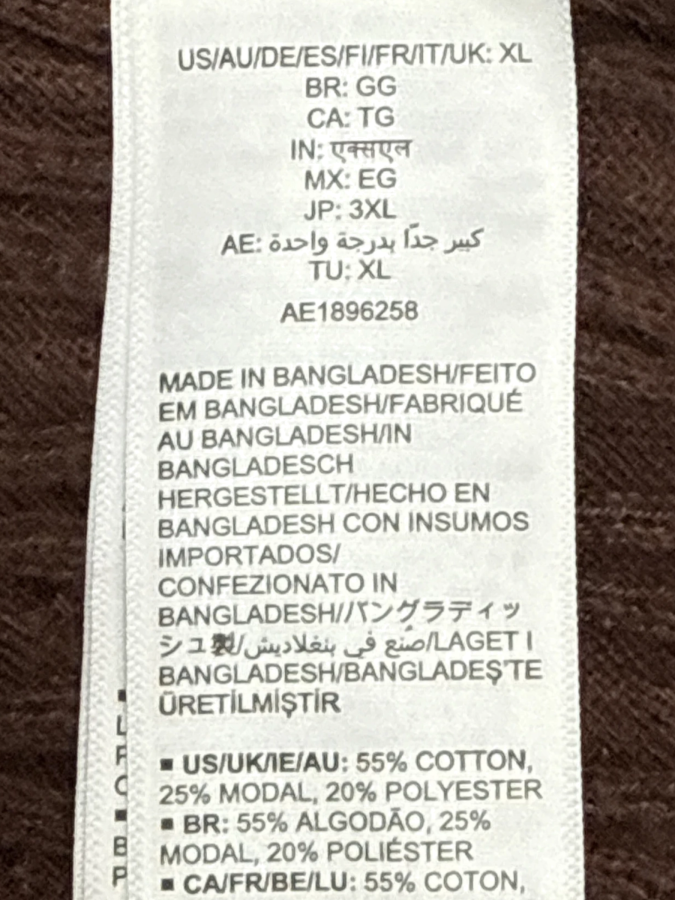 US/AU/DE/ES/FI/FR/IT/UK: XL
BR: GG
CA: TG
IN: एक्सएल
MX: EG
JP: 3XL
AE: كبير جدًا بدرجة واحدة
TU: XL
AE1896258
MADE IN BANGLADESH/FEITO
EM BANGLADESH/FABRIQUÉ
AU BANGLADESH/IN
BANGLADESCH
HERGESTELLT/HECHO EN
BANGLADESH CON INSUMOS
IMPORTADOS/
CONFEZIONATO IN
BANGLADESH//バングラディッ
シュ製/صُنع في بنغلاديش/LAGET I
BANGLADESH/BANGLADEŞ'TE
ÜRETİLMİŞTİR
■ US/UK/IE/AU: 55% COTTON,
25% MODAL, 20% POLYESTER
■ BR: 55% ALGODÃO, 25%
MODAL, 20% POLIÉSTER
■ CA/FR/BE/LU: 55% COTON,